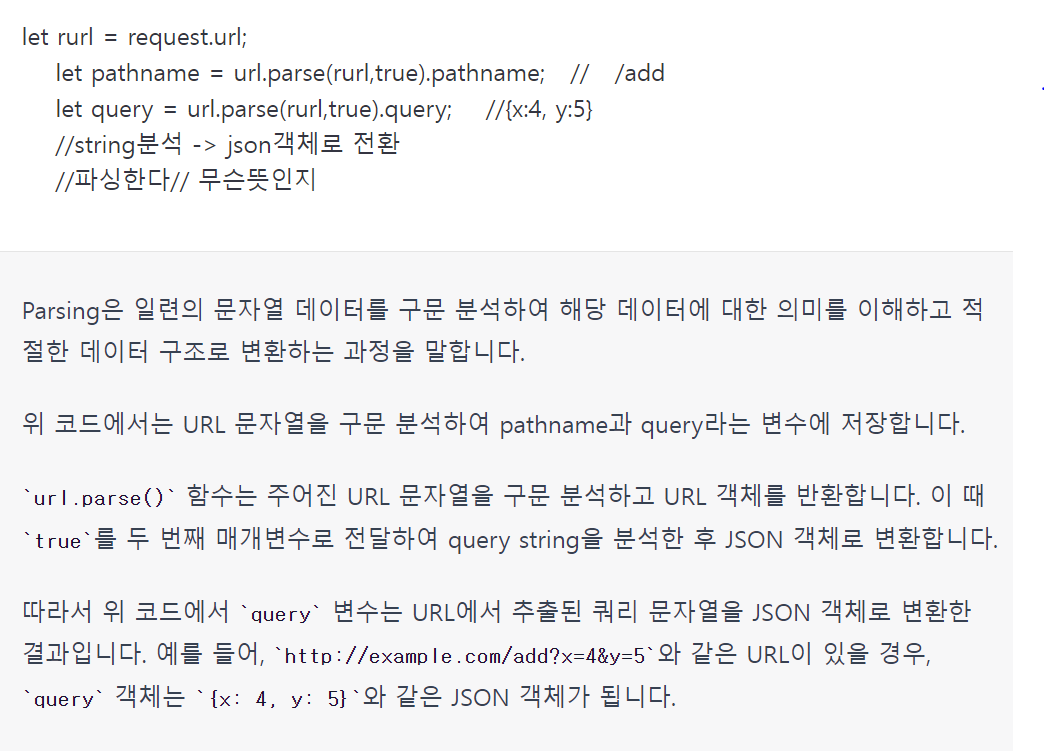 let rurl = request.url;
let pathname = url.parse(rurl,true).pathname; // /add
let query = url.parse(rurl,true).query; //{x:4, y:5}
//string분석 -> json객체로 전환
//파싱한다// 무슨뜻인지
Parsing은 일련의 문자열 데이터를 구문 분석하여 해당 데이터에 대한 의미를 이해하고 적
절한 데이터 구조로 변환하는 과정을 말합니다.
위 코드에서는 URL 문자열을 구문 분석하여 pathname과 query라는 변수에 저장합니다.
`url.parse()` 함수는 주어진 URL 문자열을 구문 분석하고 URL 객체를 반환합니다. 이 때
`true`를 두 번째 매개변수로 전달하여 query string을 분석한 후 JSON 객체로 변환합니다.
따라서 위 코드에서 `query` 변수는 URL에서 추출된 쿼리 문자열을 JSON 객체로 변환한
결과입니다. 예를 들어, `http://example.com/add?x=4&y=5`와 같은 URL이 있을 경우,
`query` 객체는 `{x: 4, y: 5}`와 같은 JSON 객체가 됩니다.